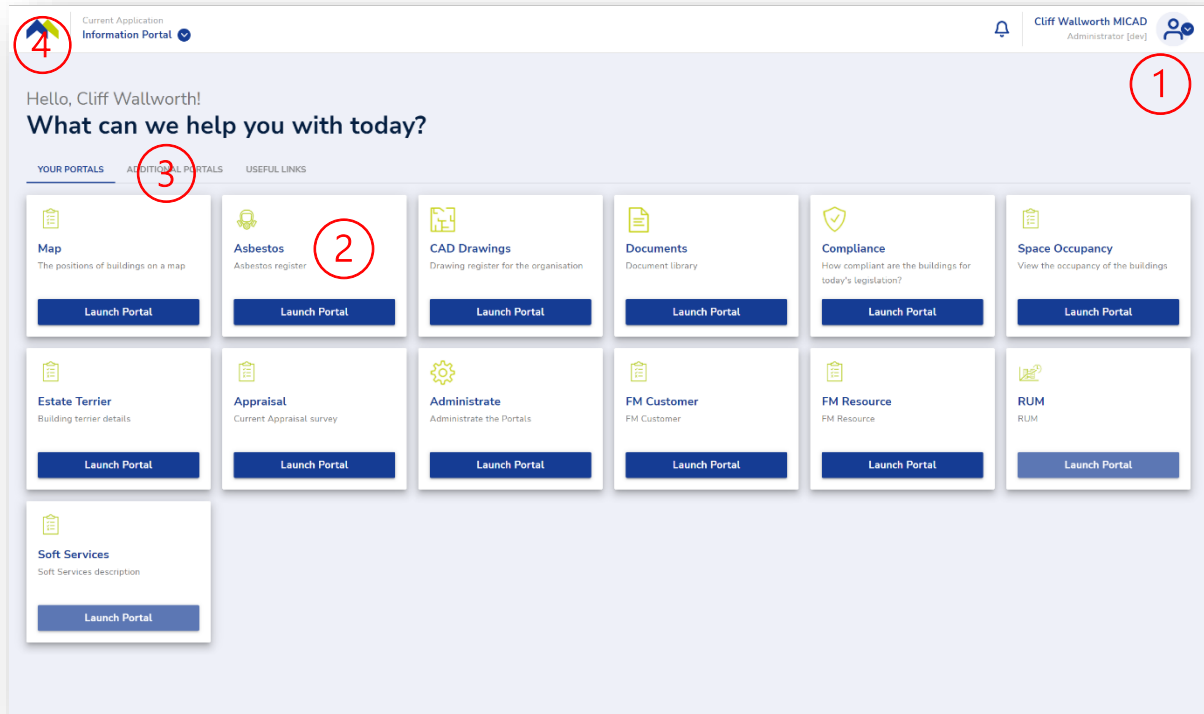 Current Application
Information Portal
Cliff Wallworth MICAD
Administrator [dev]
4
1
Hello, Cliff Wallworth!
What can we help you with today?
YOUR PORTALS ADDITIONAL PORTALS USEFUL LINKS
3
Map
The positions of buildings on a map
Launch Portal
Asbestos
Asbestos register
2
Launch Portal
CAD Drawings
Drawing register for the organisation
Launch Portal
Documents
Document library
Launch Portal
Compliance
How compliant are the buildings for
today's legislation?
Launch Portal
Space Occupancy
View the occupancy of the buildings
Launch Portal
Estate Terrier
Building terrier details
Launch Portal
Appraisal
Current Appraisal survey
Launch Portal
Administrate
Administrate the Portals
Launch Portal
FM Customer
FM Customer
Launch Portal
FM Resource
FM Resource
Launch Portal
RUM
RUM
Launch Portal
Soft Services
Soft Services description
Launch Portal